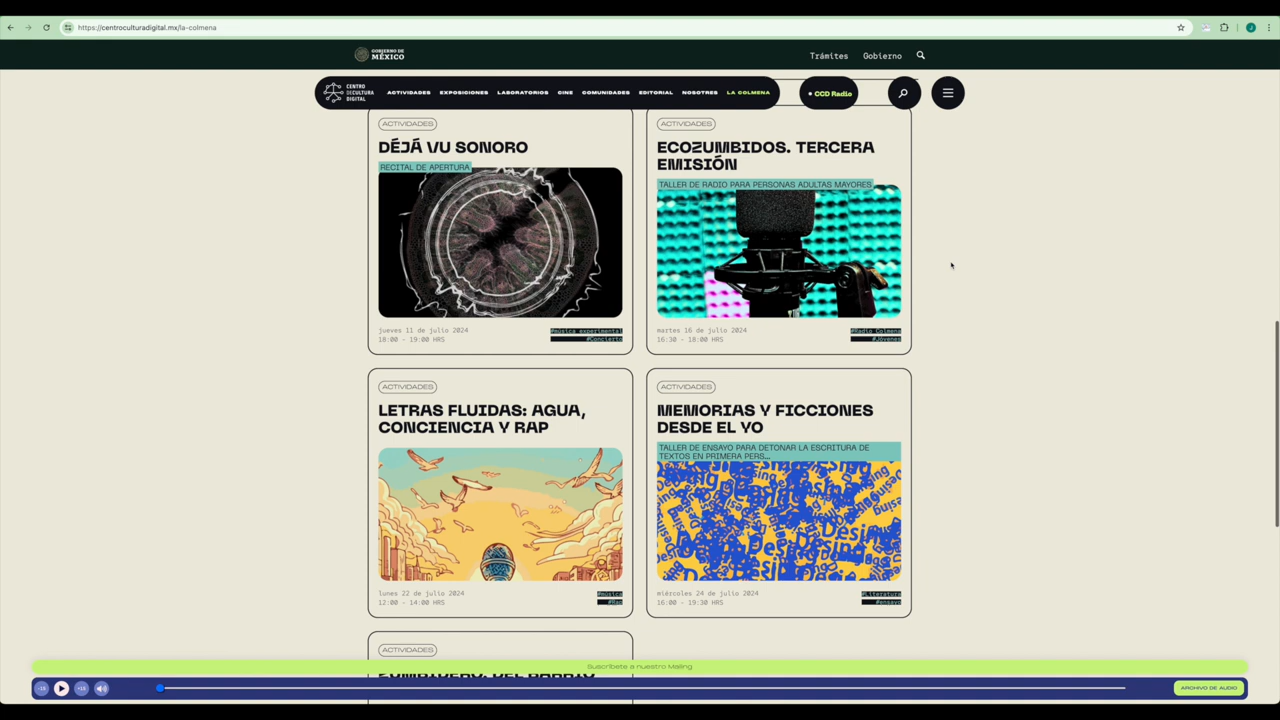 https://centroculturadigital.mx/la-colmena
GOBIERNO DE
MÉXICO
Trámites
Gobierno
CENTRO
DECULTURA
DIGITAL
ACTIVIDADES
EXPOSICIONES
LABORATORIOS
CINE
COMUNIDADES
EDITORIAL
NOSOTRES
LA COLMENA
CCD Radio
ACTIVIDADES
DÉJÀ VU SONORO
RECITAL DE APERTURA
jueves 11 de julio 2024
18:00 - 19:00 HRS
#música experimental
#Concierto
ACTIVIDADES
ECOZUMBIDOS. TERCERA
EMISIÓN
TALLER DE RADIO PARA PERSONAS ADULTAS MAYORES
martes 16 de julio 2024
16:30 - 18:00 HRS
#Radio Colmena
#Jóvenes
ACTIVIDADES
LETRAS FLUIDAS: AGUA,
CONCIENCIA Y RAP
lunes 22 de julio 2024
12:00 - 14:00 HRS
#música
#Rap
ACTIVIDADES
MEMORIAS Y FICCIONES
DESDE EL YO
TALLER DE ENSAYO PARA DETONAR LA ESCRITURA DE
TEXTOS EN PRIMERA PERS...
miércoles 24 de julio 2024
16:00 - 19:30 HRS
#Literatura
#ensayo
ACTIVIDADES
Suscríbete a nuestro Mailing
-15
+15
ARCHIVO DE AUDIO